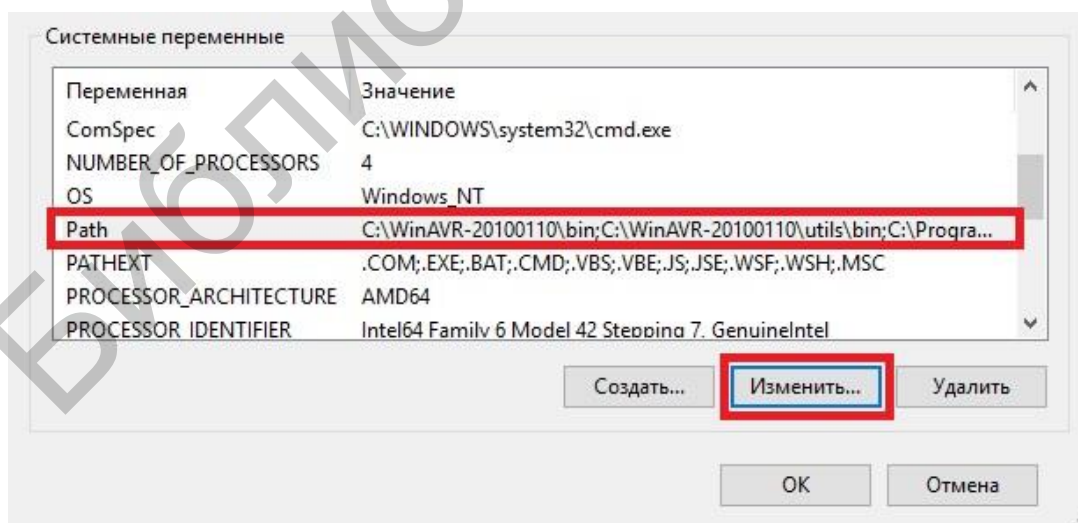 Системные переменные
Переменная Значение
ComSpec C:\WINDOWS\system32\cmd.exe
NUMBER_OF_PROCESSORS 4
OS Windows_NT
Path C:\WinAVR-20100110\bin;C:\WinAVR-20100110\utils\bin;C:\Progra...
PATHEXT .COM;.EXE;.BAT;.CMD;.VBS;.VBE;.JS;.JSE;.WSF;.WSH;.MSC
PROCESSOR_ARCHITECTURE AMD64
PROCESSOR_IDENTIFIER Intel64 Family 6 Model 42 Stepping 7, GenuineIntel
Создать... Изменить... Удалить
OK Отмена
Библио